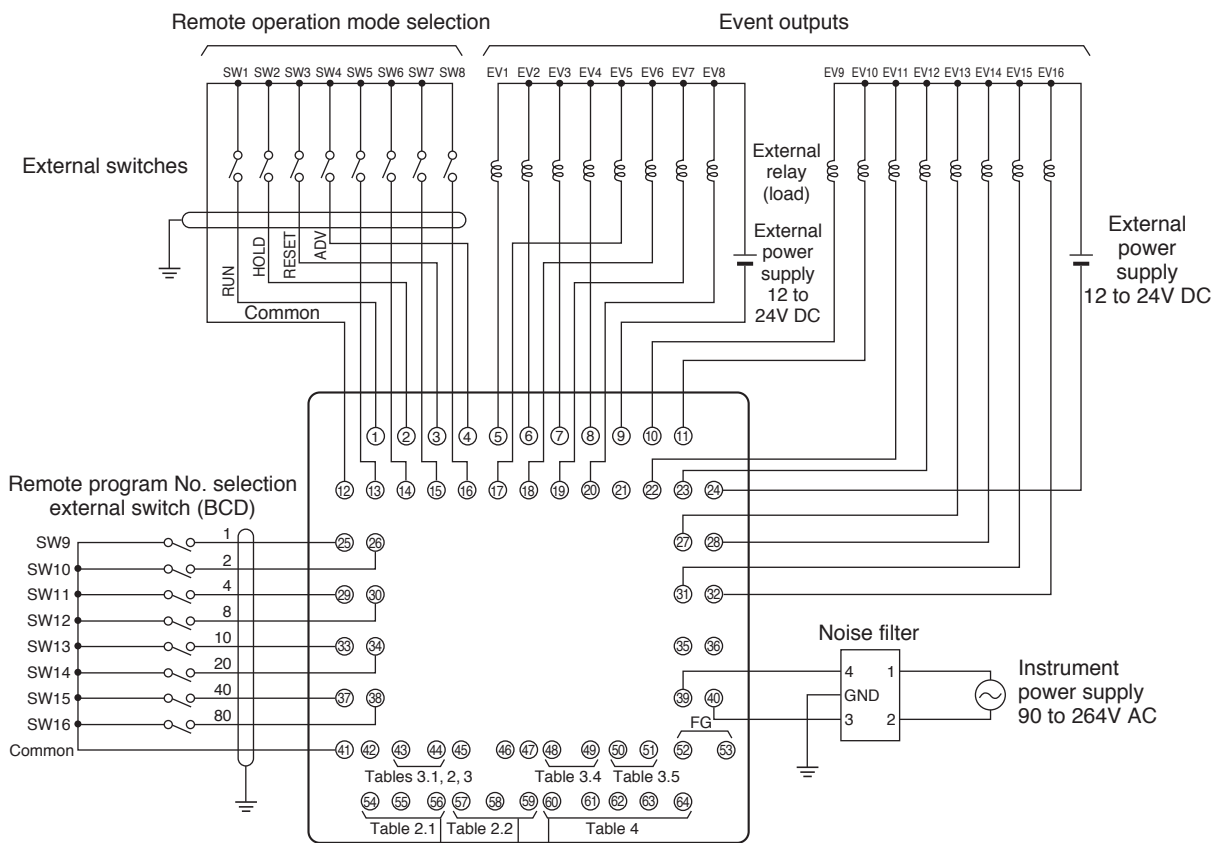 Remote operation mode selection
Event outputs
SW1 SW2 SW3 SW4 SW5 SW6 SW7 SW8
EV1 EV2 EV3 EV4 EV5 EV6 EV7 EV8
EV9 EV10 EV11 EV12 EV13 EV14 EV15 EV16
External switches
External
relay
(load)
External
power
supply
12 to
24V DC
External
power
supply
12 to 24V DC
RUN
HOLD
RESET
ADV
Common
1 2 3 4 5 6 7 8 9 10 11
12 13 14 15 16 17 18 19 20 21 22 23 24
Remote program No. selection
external switch (BCD)
SW9 1 25 26
SW10 2
SW11 4 29 30
SW12 8
SW13 10 33 34
SW14 20
SW15 40 37 38
SW16 80
Common 41 42 43 44 45 46 47 48 49 50 51 52 53
27 28
31 32
35 36
39 40
FG
Noise filter
4 1
GND
3 2
Instrument
power supply
90 to 264V AC
Tables 3.1, 2, 3
Table 3.4
Table 3.5
54 55 56 57 58 59 60 61 62 63 64
Table 2.1
Table 2.2
Table 4